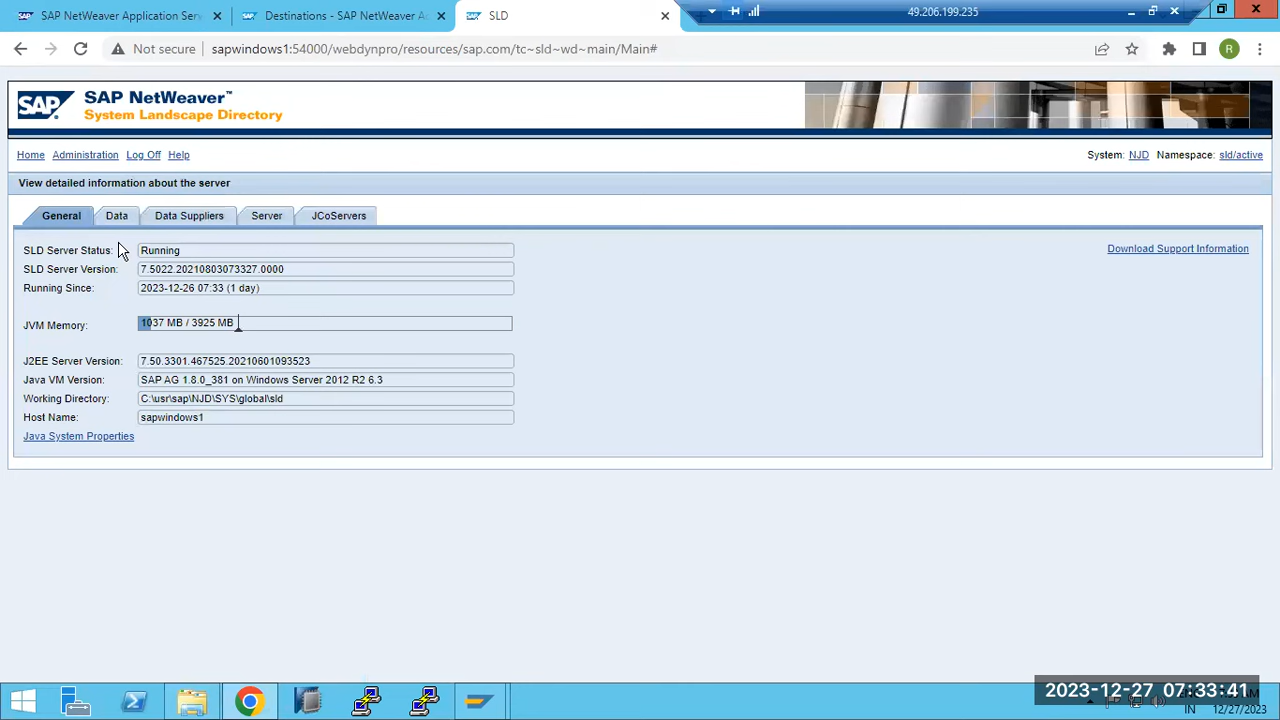 SAP NetWeaver Application Serv
Destinations - SAP NetWeaver A
SLD
49.206.199.235
Not secure
sapwindows1:54000/webdynpro/resources/sap.com/tc~sld~wd~main/Main#
R
SAP
SAP NetWeaver™
System Landscape Directory
Home Administration Log Off Help
System: NJD Namespace: sld/active
View detailed information about the server
General Data Data Suppliers Server JCoServers
SLD Server Status: Running
Download Support Information
SLD Server Version: 7.5022.20210803073327.0000
Running Since: 2023-12-26 07:33 (1 day)
JVM Memory: 1037 MB / 3925 MB
J2EE Server Version: 7.50.3301.467525.20210601093523
Java VM Version: SAP AG 1.8.0_381 on Windows Server 2012 R2 6.3
Working Directory: C:\usr\sap\NJD\SYS\global\sld
Host Name: sapwindows1
Java System Properties
2023-12-27 07:33:41
IN 12/27/2023